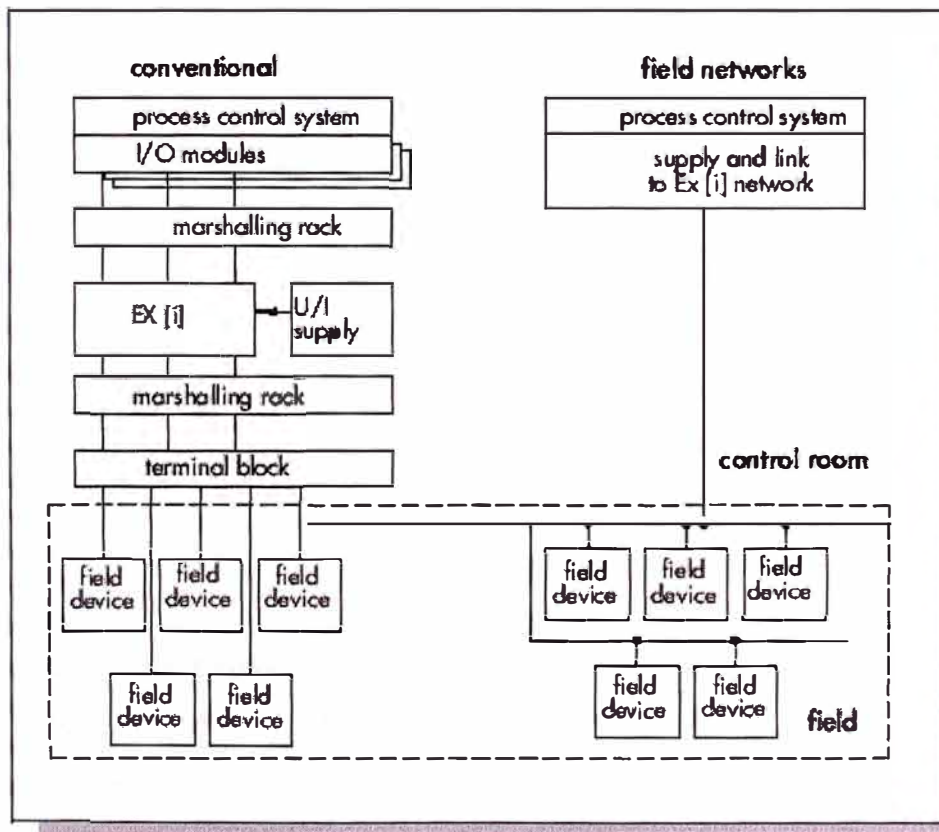 conventional
process control system
I/O modules
marshalling rack
EX [i]
U/I
supply
marshalling rack
terminal block
field networks
process control system
supply and link
to Ex [i] network
control room
field
device
field
device
field
device
field
device
field
device
field
device
field
device
field
device
field
device
field
device
field